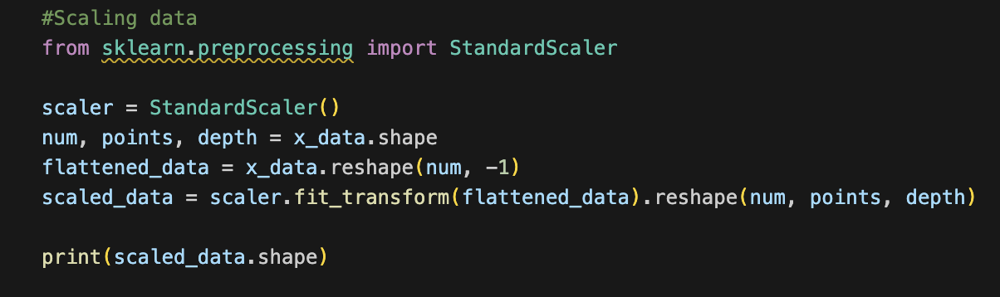 #Scaling data
from sklearn.preprocessing import StandardScaler
scaler = StandardScaler()
num, points, depth = x_data.shape
flattened_data = x_data.reshape(num, -1)
scaled_data = scaler.fit_transform(flattened_data).reshape(num, points, depth)
print(scaled_data.shape)